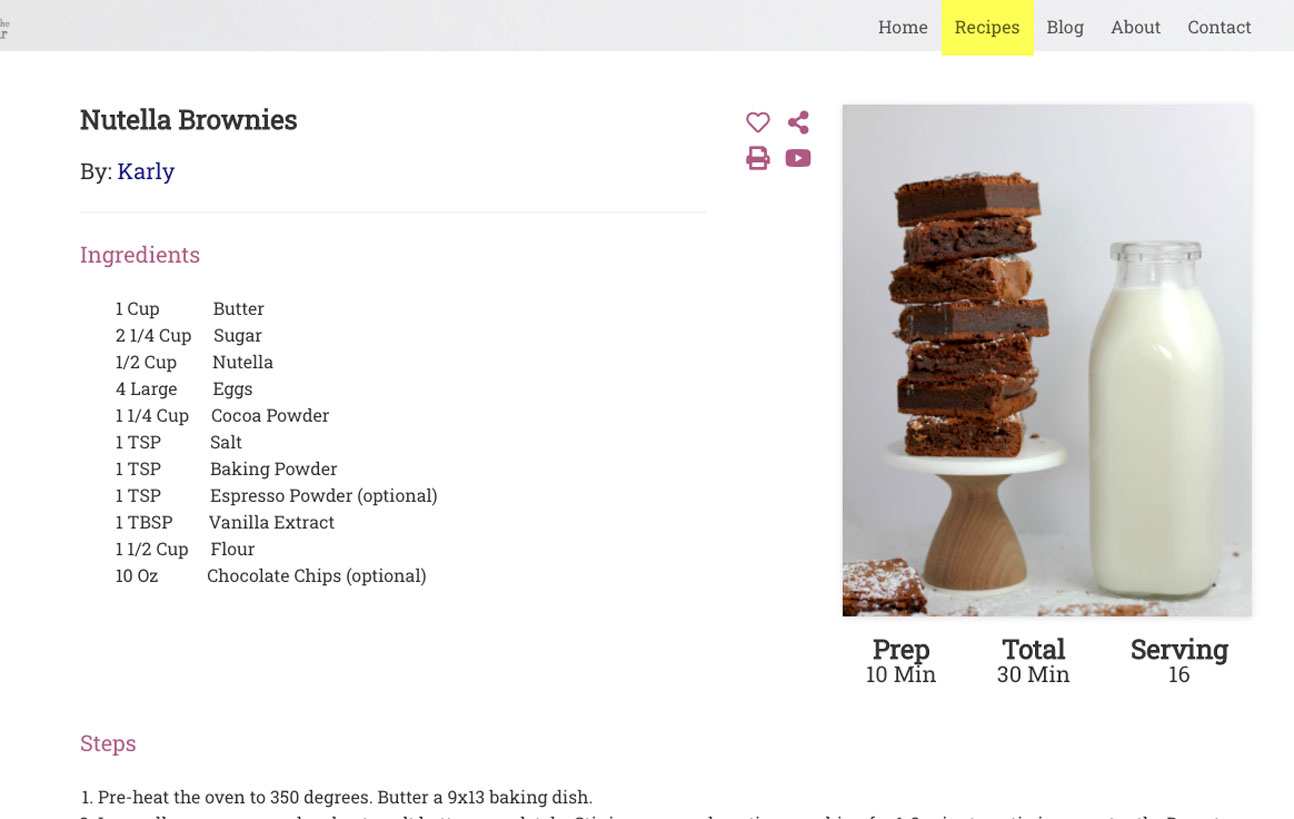 Home Recipes Blog About Contact
Nutella Brownies
By: Karly
Ingredients
1 Cup Butter
2 1/4 Cup Sugar
1/2 Cup Nutella
4 Large Eggs
1 1/4 Cup Cocoa Powder
1 TSP Salt
1 TSP Baking Powder
1 TSP Espresso Powder (optional)
1 TBSP Vanilla Extract
1 1/2 Cup Flour
10 Oz Chocolate Chips (optional)
Prep Total Serving
10 Min 30 Min 16
Steps
1. Pre-heat the oven to 350 degrees. Butter a 9x13 baking dish.